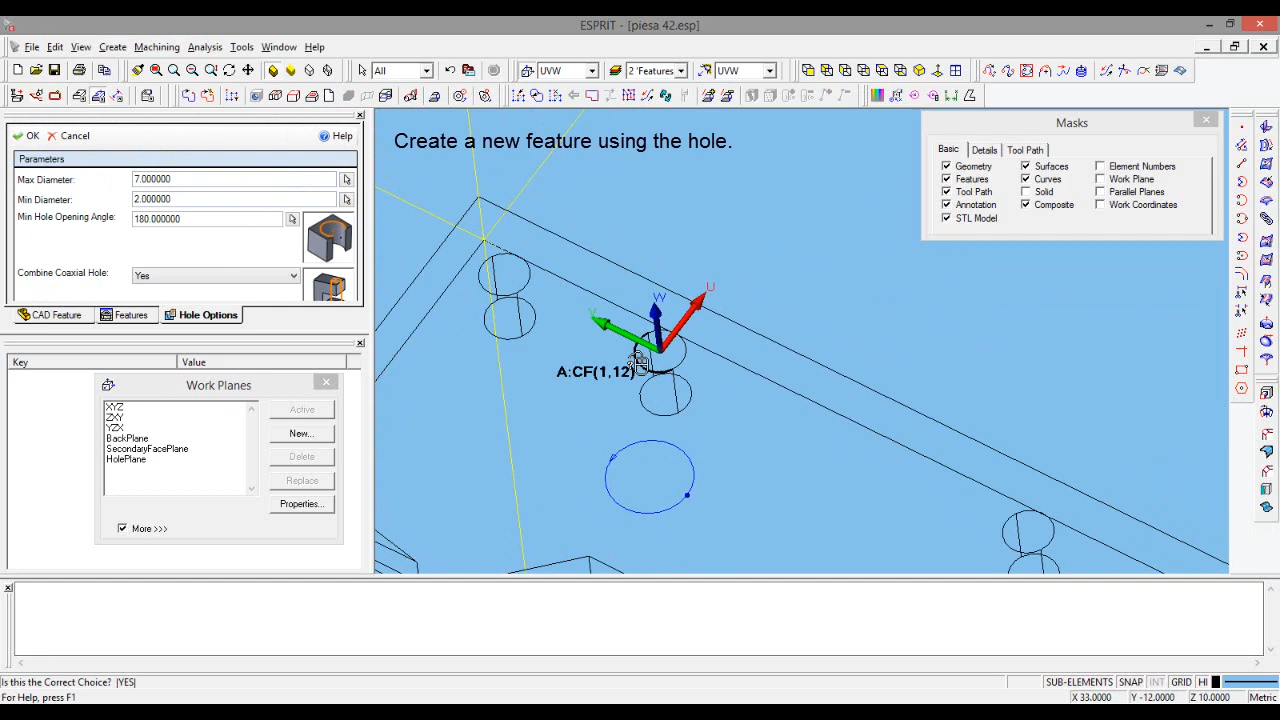 ESPRIT - [piesa 42.esp]
File Edit View Create Machining Analysis Tools Window Help
All UVW 2 'Features UVW
OK Cancel Help
Parameters
Max Diameter: 7.000000
Min Diameter: 2.000000
Min Hole Opening Angle: 180.000000
Combine Coaxial Hole: Yes
CAD Feature Features Hole Options
Key Value
Work Planes
XYZ
ZXY
YZX
BackPlane
SecondaryFacePlane
HolePlane
Active
New...
Delete
Replace
Properties...
More >>>
Create a new feature using the hole.
V W U
A:CF(1,12)
Masks
Basic Details Tool Path
Geometry Surfaces Element Numbers
Features Curves Work Plane
Tool Path Solid Parallel Planes
Annotation Composite Work Coordinates
STL Model
Is this the Correct Choice? |YES| SUB-ELEMENTS SNAP INT GRID HI
For Help, press F1 X 33.0000 Y -12.0000 Z 10.0000 Metric